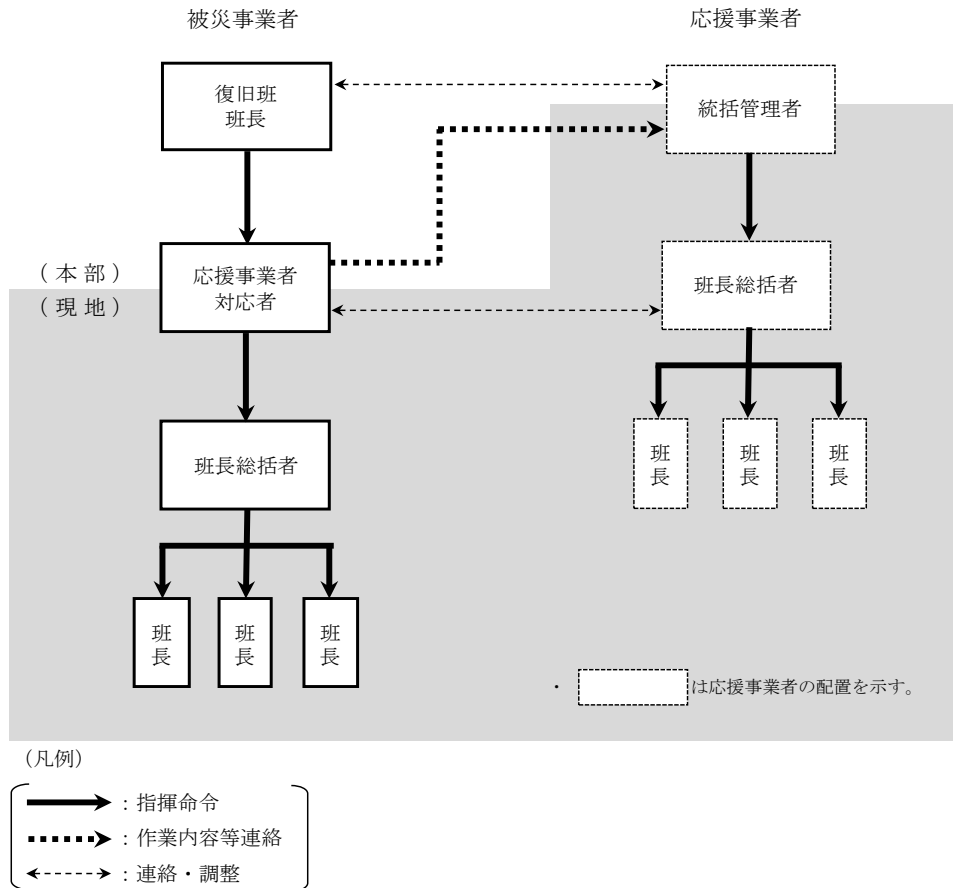 被災事業者
応援事業者
復旧班
班長
統括管理者
（本部）
（現地）
応援事業者
対応者
班長総括者
班長
班長
班長
班長総括者
班長
班長
班長
・ は応援事業者の配置を示す。
（凡例）
：指揮命令
：作業内容等連絡
：連絡・調整